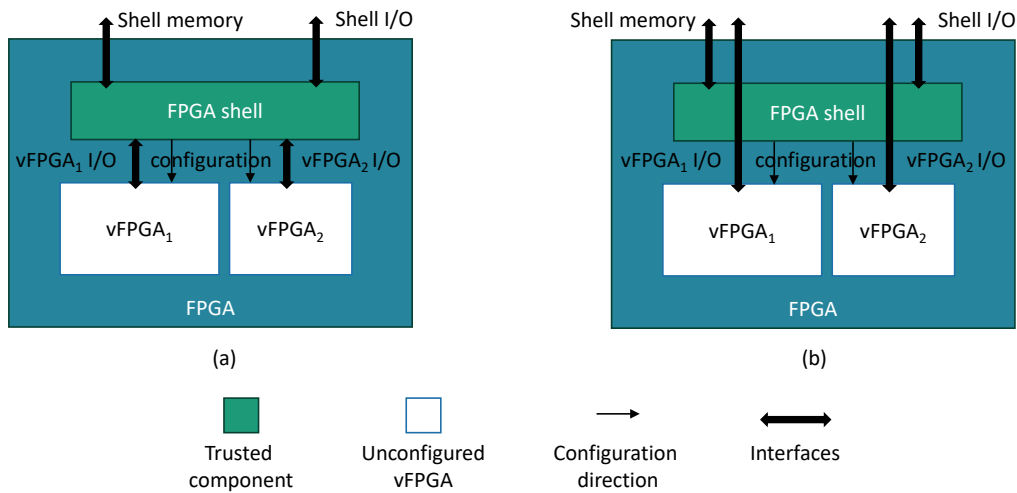 Shell memory
Shell I/O
FPGA shell
vFPGA₁ I/O
configuration
vFPGA₂ I/O
vFPGA₁
vFPGA₂
FPGA
(a)
Shell memory
Shell I/O
FPGA shell
vFPGA₁ I/O
configuration
vFPGA₂ I/O
vFPGA₁
vFPGA₂
FPGA
(b)
Trusted
component
Unconfigured
vFPGA
Configuration
direction
Interfaces